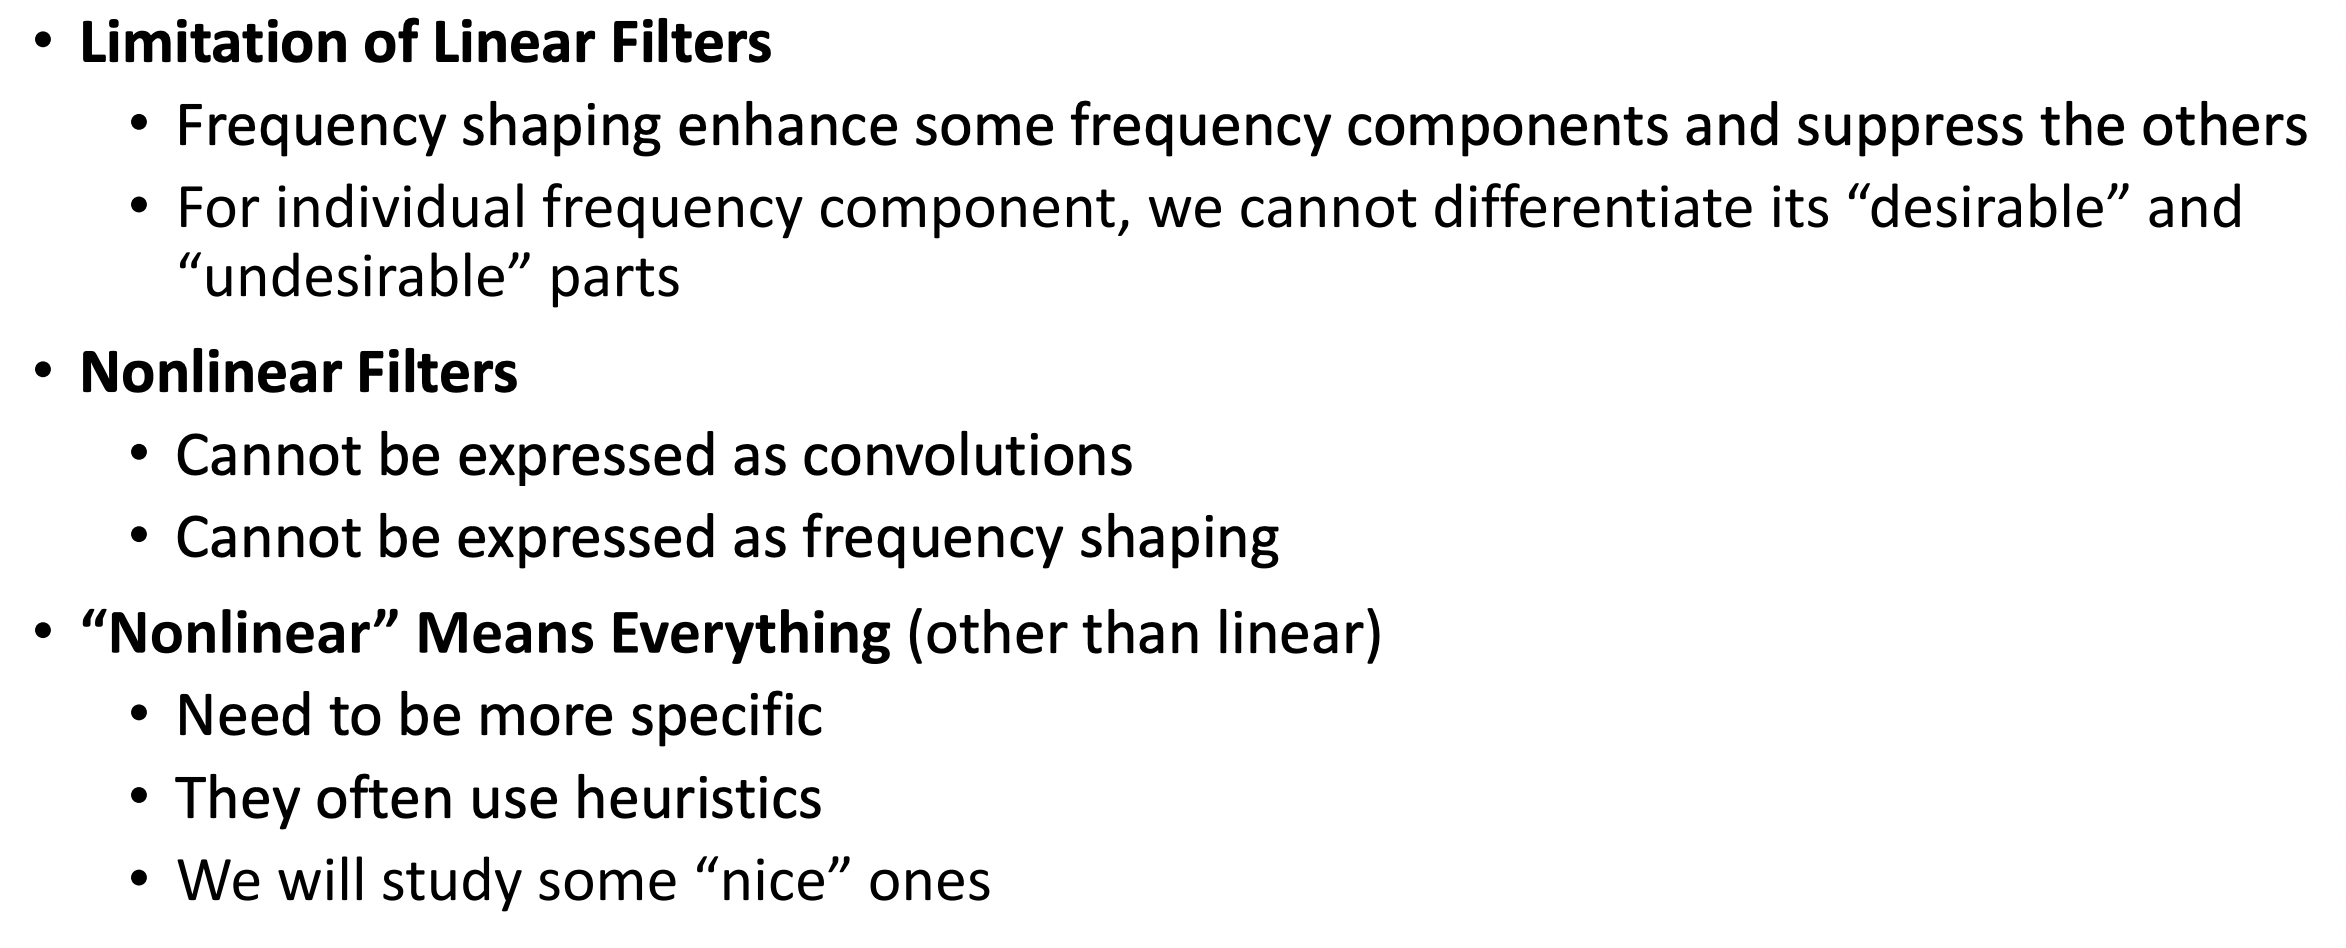 • Limitation of Linear Filters
• Frequency shaping enhance some frequency components and suppress the others
• For individual frequency component, we cannot differentiate its “desirable” and
“undesirable” parts
• Nonlinear Filters
• Cannot be expressed as convolutions
• Cannot be expressed as frequency shaping
• “Nonlinear” Means Everything (other than linear)
• Need to be more specific
• They often use heuristics
• We will study some “nice” ones